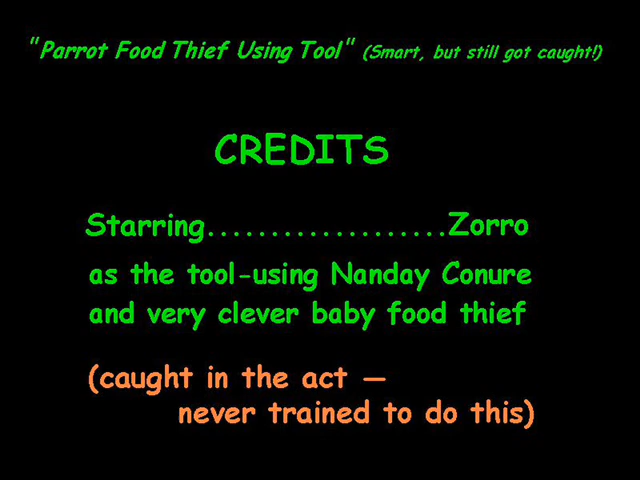 "Parrot Food Thief Using Tool" (Smart, but still got caught!)
CREDITS
Starring...................Zorro
as the tool-using Nanday Conure
and very clever baby food thief
(caught in the act —
never trained to do this)